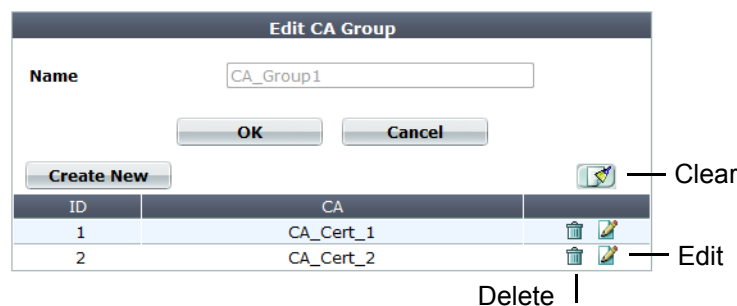 Edit CA Group
Name CA_Group1
OK Cancel
Create New Clear
ID CA
1 CA_Cert_1
2 CA_Cert_2 Edit
Delete